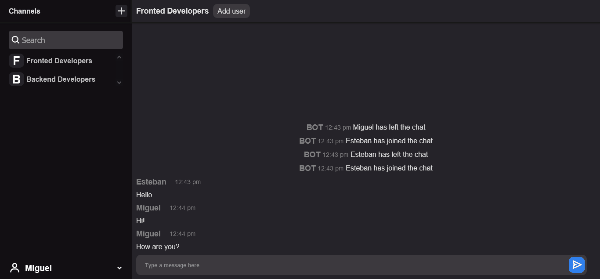 Channels
Search
F Fronted Developers
B Backend Developers
Miguel
Fronted Developers Add user
BOT 12:43 pm Miguel has left the chat
BOT 12:43 pm Esteban has joined the chat
BOT 12:43 pm Esteban has left the chat
BOT 12:43 pm Esteban has joined the chat
Esteban 12:43 pm
Hello
Miguel 12:44 pm
Hi!
Miguel 12:44 pm
How are you?
Type a message here